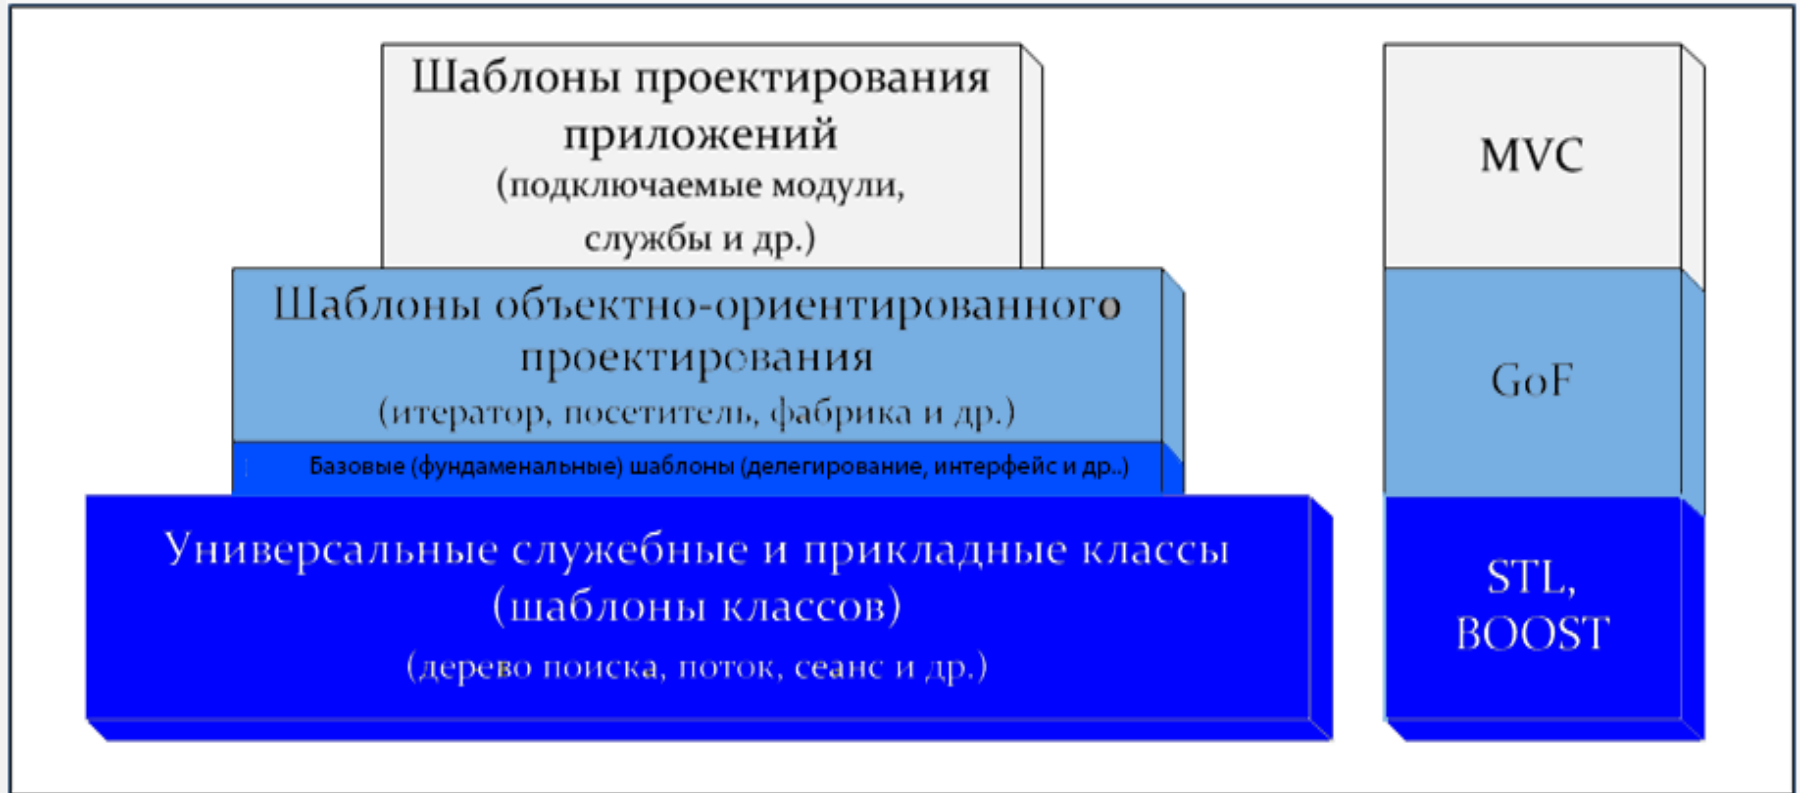 Шаблоны проектирования
приложений
(подключаемые модули,
службы и др.)
Шаблоны объектно-ориентированного
проектирования
(итератор, посетитель, фабрика и др.)
Базовые (фундаменальные) шаблоны (делегирование, интерфейс и др..)
Универсальные служебные и прикладные классы
(шаблоны классов)
(дерево поиска, поток, сеанс и др.)
MVC
GoF
STL,
BOOST